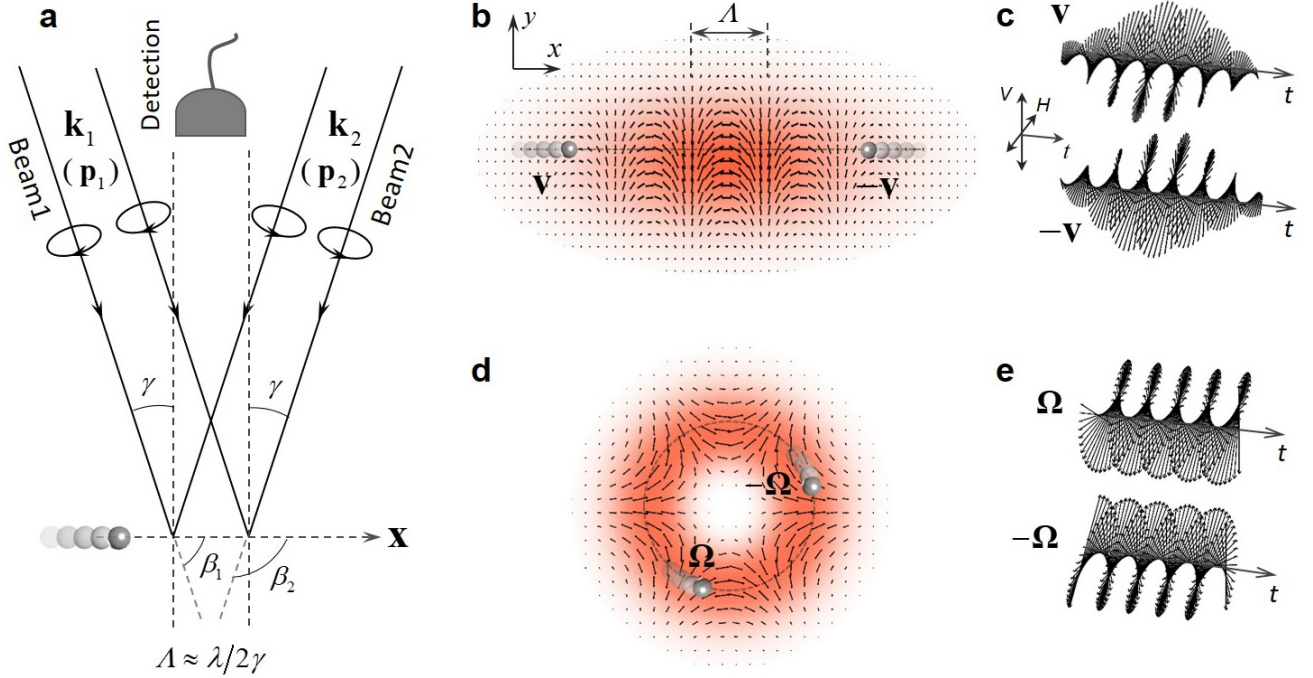 a
Detection
k₁
(p₁)
Beam1
k₂
(p₂)
Beam2
γ
γ
x
β₁
β₂
Λ ≈ λ/2γ
b
y
x
Λ
v
−v
c
v
t
V
H
t
−v
t
d
−Ω
Ω
e
Ω
t
−Ω
t